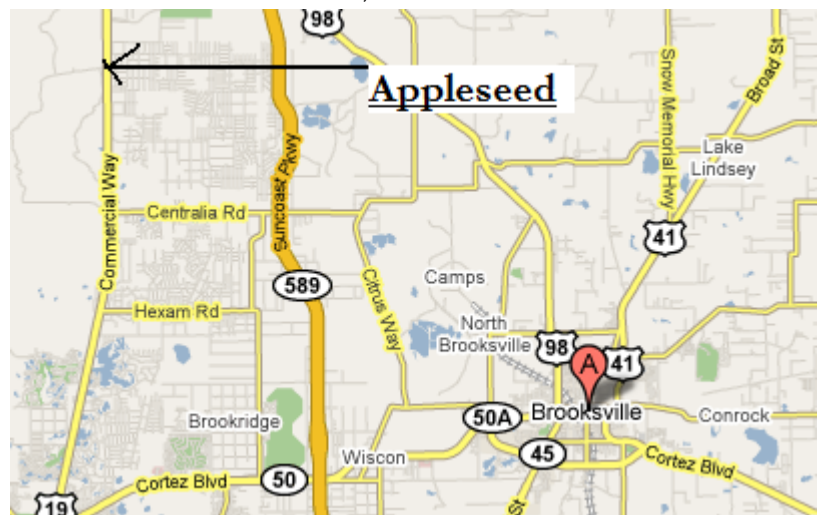 98
Appleseed
Snow Memorial Hwy
Broad St
Lake
Lindsey
Suncoast Pkwy
Commercial Way
Centralia Rd
41
589
Camps
Citrus Way
Hexam Rd
North
Brooksville
98
A
41
Brookridge
50A
Brooksville
Conrock
Wiscon
45
Cortez Blvd
50
Cortez Blvd
19
St